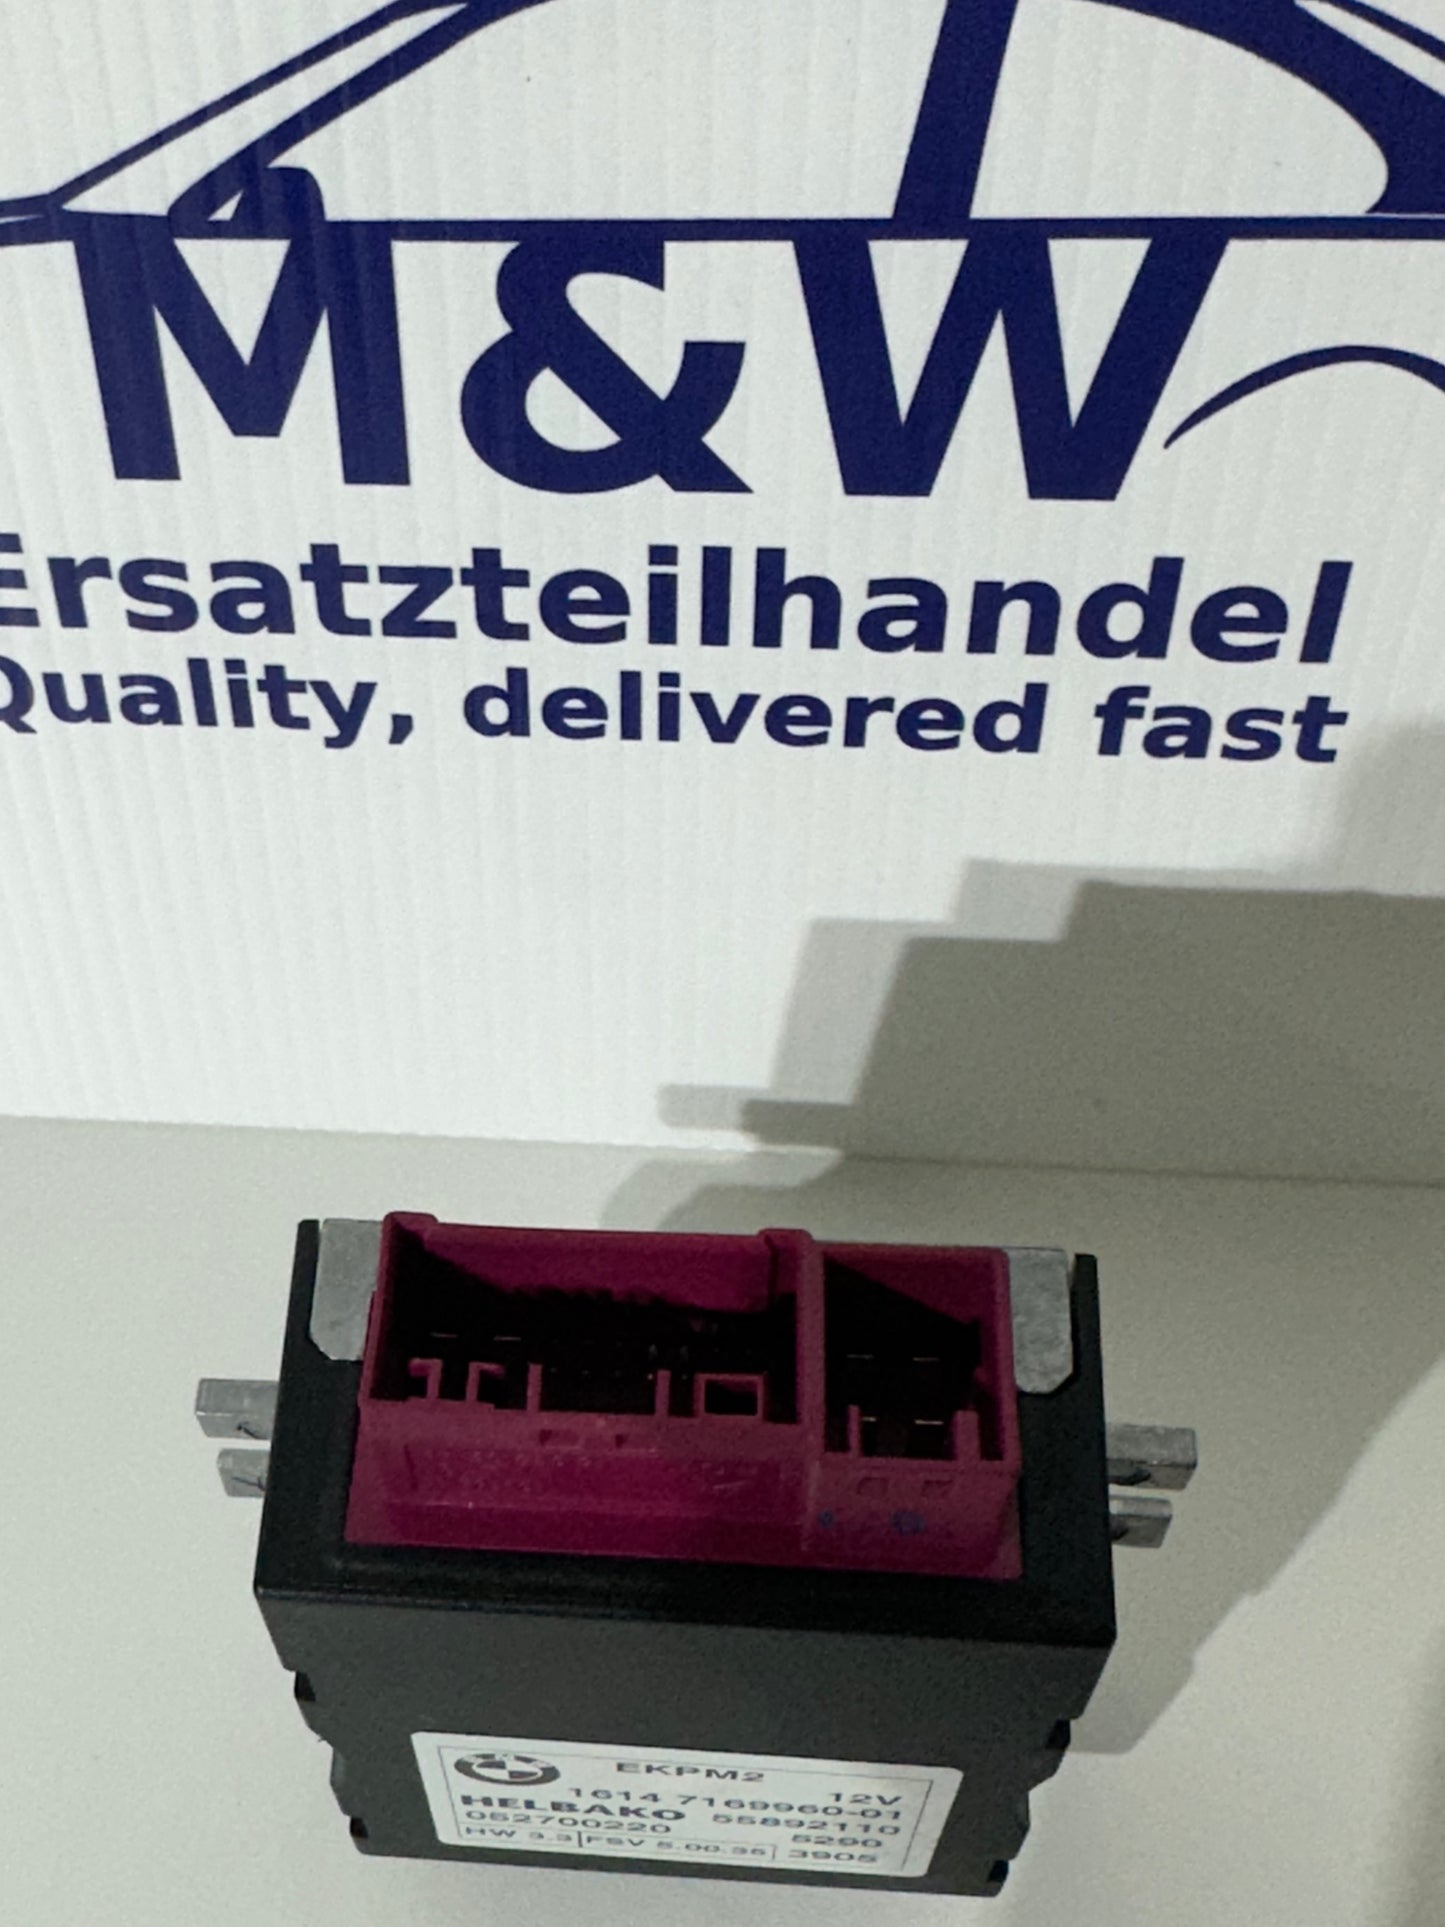 M&W
Ersatzteilhandel
Quality, delivered fast
EKPM2
12V
1614 7169960-01
HELBAKO 55892110
052700220 5290
HW 3.3 FSV 5.00.35 3905